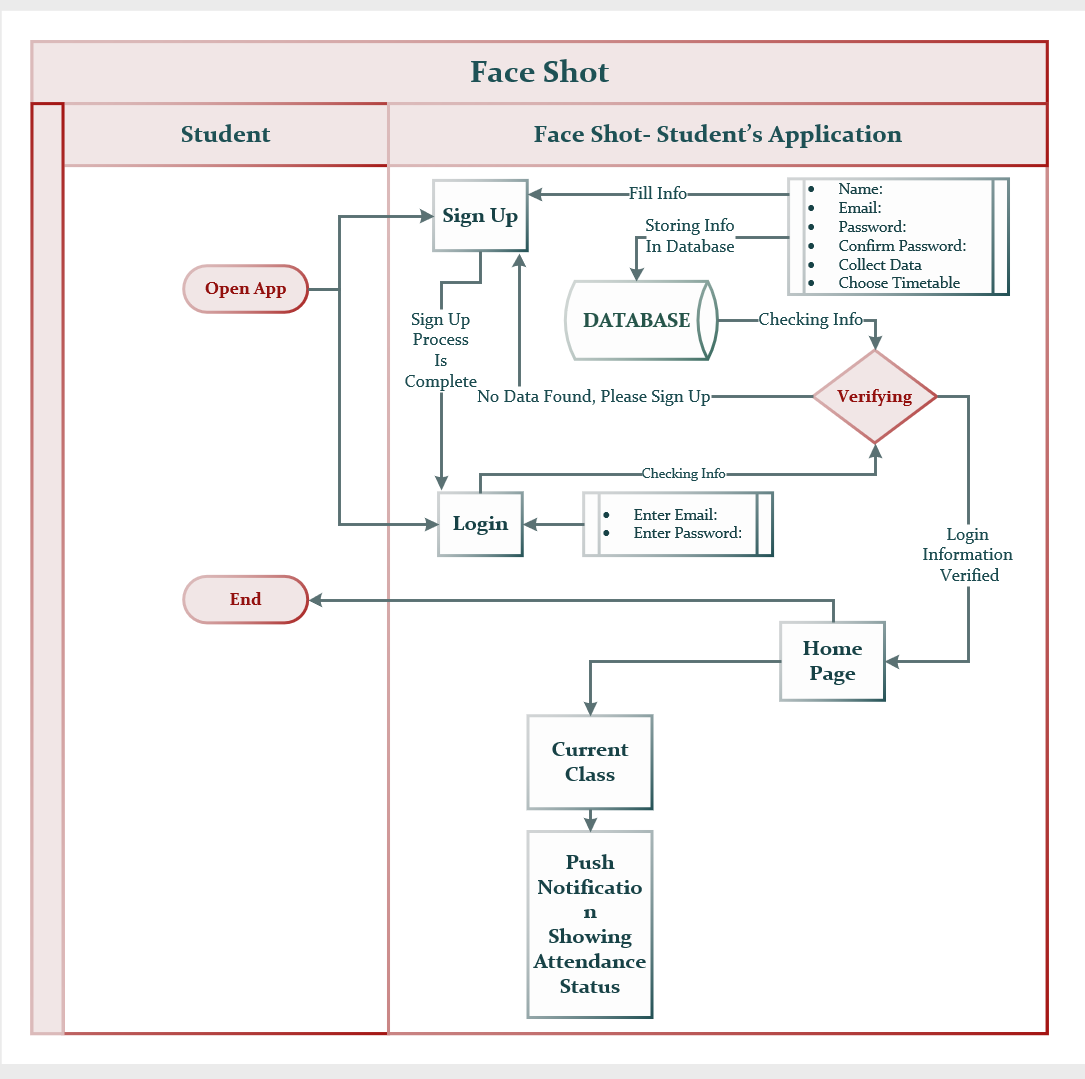 Face Shot
Student
Face Shot- Student's Application
Sign Up
Fill Info
• Name:
• Email:
• Password:
• Confirm Password:
• Collect Data
• Choose Timetable
Storing Info
In Database
Open App
DATABASE
Checking Info
Sign Up
Process
Is
Complete
No Data Found, Please Sign Up
Verifying
Checking Info
Login
• Enter Email:
• Enter Password:
Login
Information
Verified
End
Home
Page
Current
Class
Push
Notificatio
n
Showing
Attendance
Status